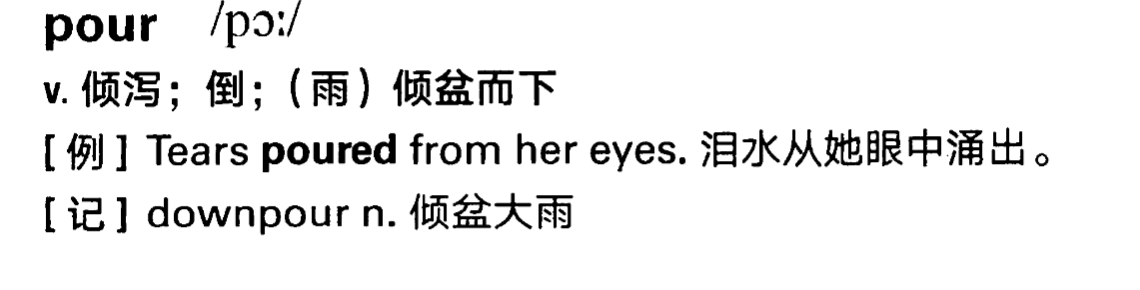 pour /pɔː/
v. 倾泻；倒；（雨）倾盆而下
[ 例 ] Tears poured from her eyes. 泪水从她眼中涌出。
[ 记 ] downpour n. 倾盆大雨